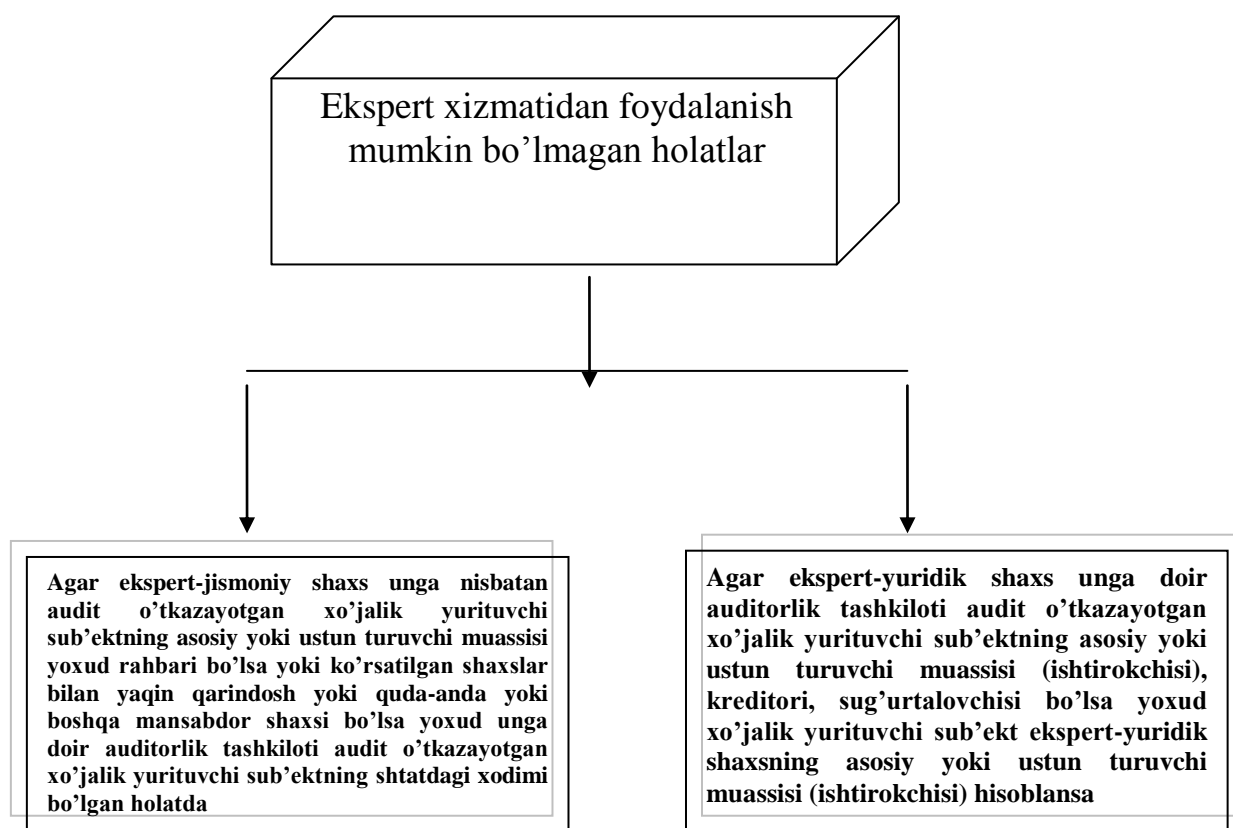 Ekspert xizmatidan foydalanish
mumkin bo’lmagan holatlar
Agar ekspert-jismoniy shaxs unga nisbatan
audit o’tkazayotgan xo’jalik yurituvchi
sub’ektning asosiy yoki ustun turuvchi muassisi
yoxud rahbari bo’lsa yoki ko’rsatilgan shaxslar
bilan yaqin qarindosh yoki quda-anda yoki
boshqa mansabdor shaxsi bo’lsa yoxud unga
doir auditorlik tashkiloti audit o’tkazayotgan
xo’jalik yurituvchi sub’ektning shtatdagi xodimi
bo’lgan holatda
Agar ekspert-yuridik shaxs unga doir
auditorlik tashkiloti audit o’tkazayotgan
xo’jalik yurituvchi sub’ektning asosiy yoki
ustun turuvchi muassisi (ishtirokchisi),
kreditori, sug’urtalovchisi bo’lsa yoxud
xo’jalik yurituvchi sub’ekt ekspert-yuridik
shaxsning asosiy yoki ustun turuvchi
muassisi (ishtirokchisi) hisoblansa